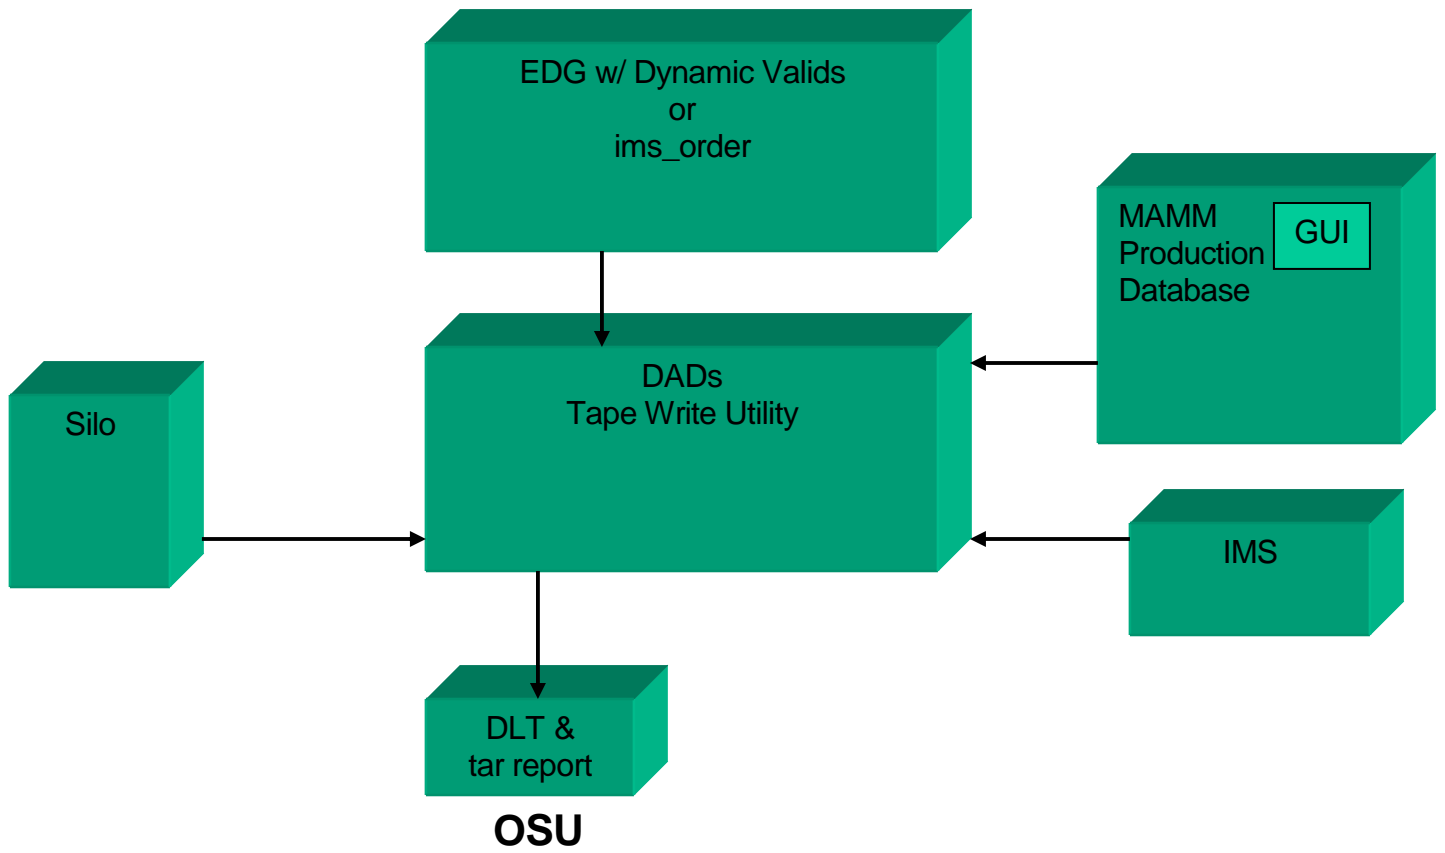 EDG w/ Dynamic Valids
or
ims_order
MAMM
Production
Database
GUI
DADs
Tape Write Utility
Silo
IMS
DLT &
tar report
OSU